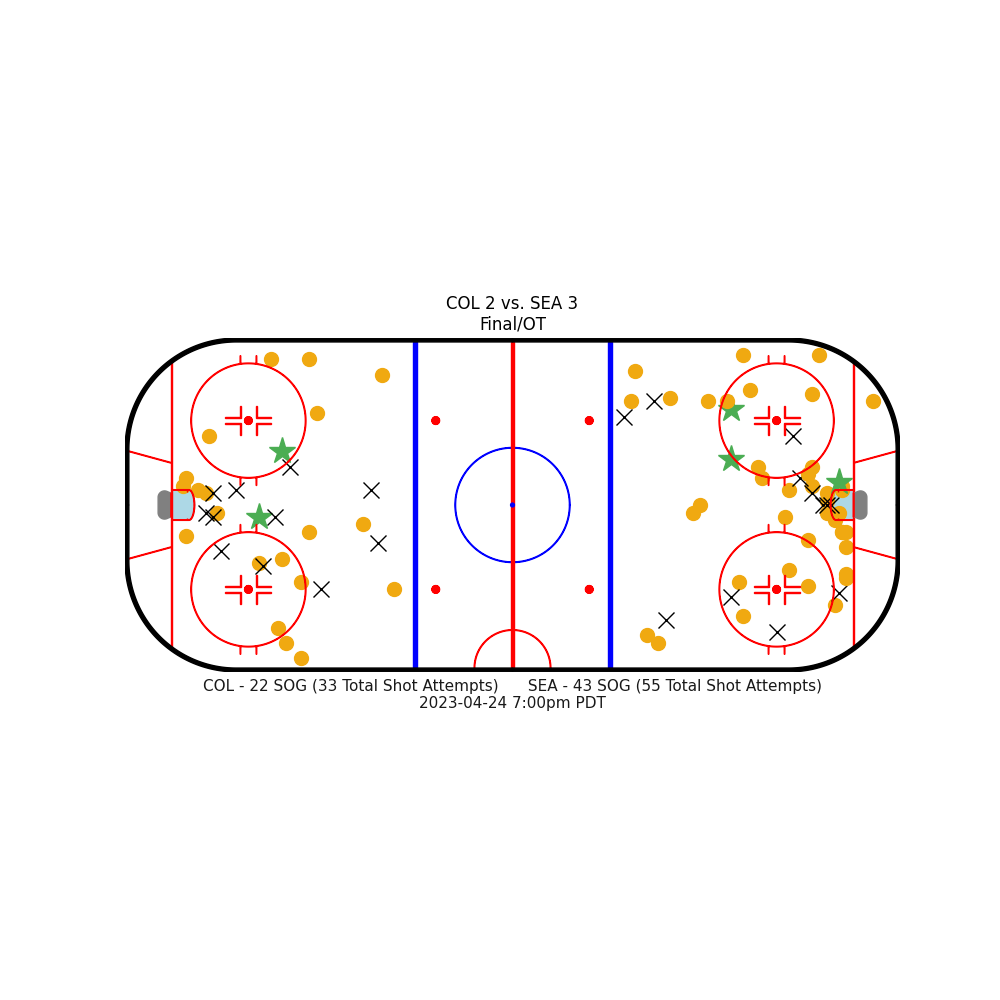 COL 2 vs. SEA 3
Final/OT
COL - 22 SOG (33 Total Shot Attempts) SEA - 43 SOG (55 Total Shot Attempts)
2023-04-24 7:00pm PDT